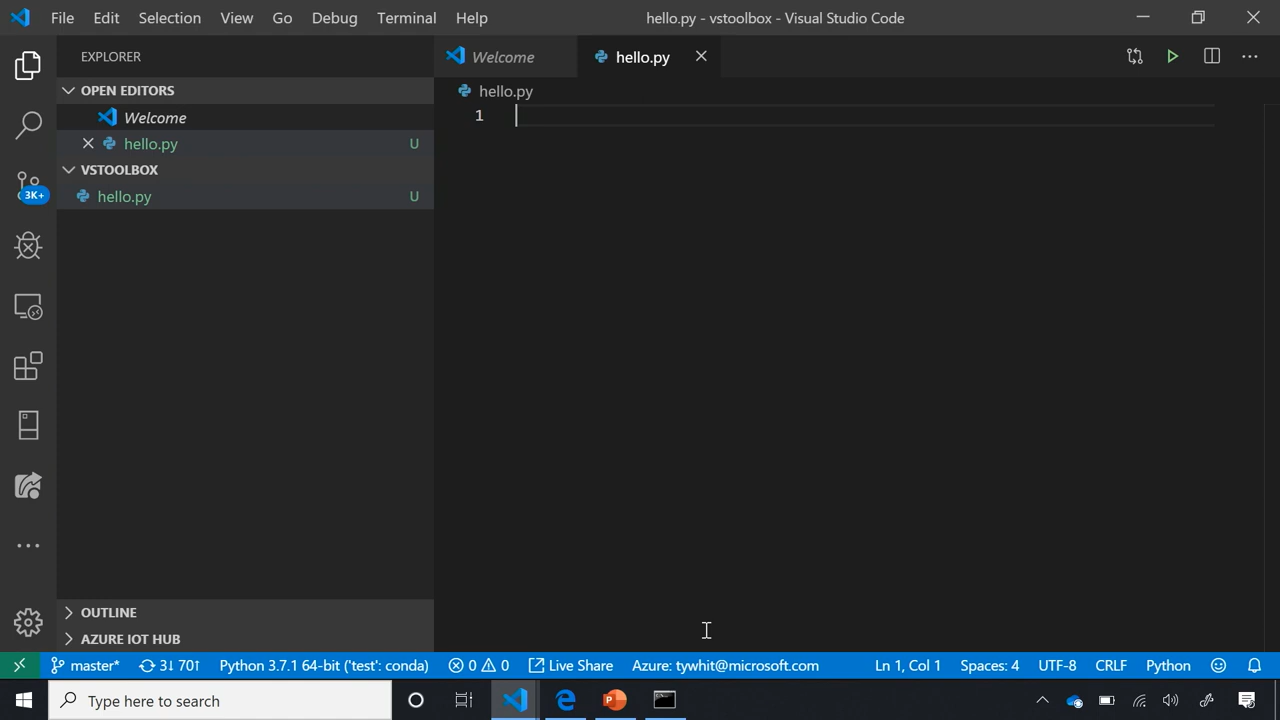 File Edit Selection View Go Debug Terminal Help hello.py - vstoolbox - Visual Studio Code
EXPLORER
OPEN EDITORS
Welcome
hello.py U
VSTOOLBOX
hello.py U
3K+
OUTLINE
AZURE IOT HUB
Welcome hello.py
hello.py
1
master* 3↓ 70↑ Python 3.7.1 64-bit ('test': conda) 0 0 Live Share Azure: tywhit@microsoft.com Ln 1, Col 1 Spaces: 4 UTF-8 CRLF Python
Type here to search